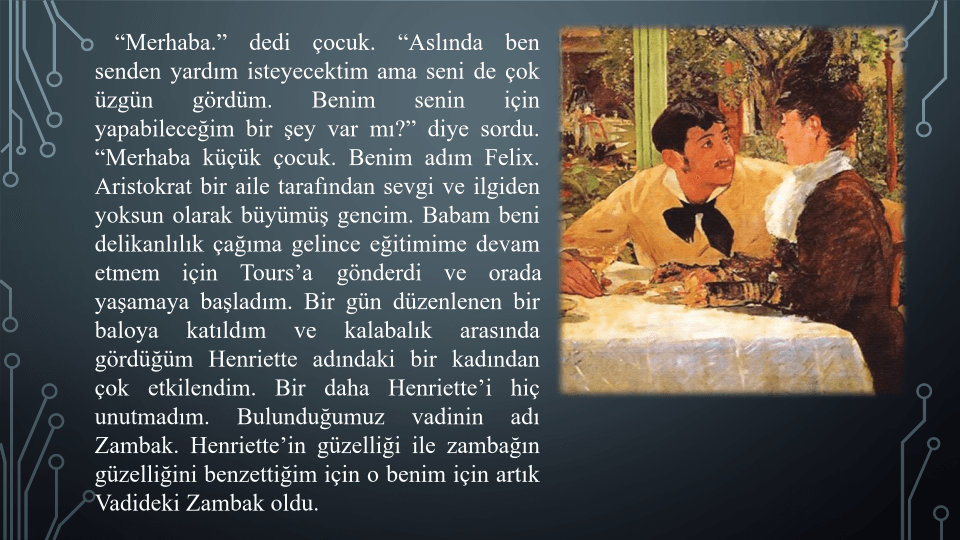 “Merhaba.” dedi çocuk. “Aslında ben
senden yardım isteyecektim ama seni de çok
üzgün gördüm. Benim senin için
yapabileceğim bir şey var mı?” diye sordu.
“Merhaba küçük çocuk. Benim adım Felix.
Aristokrat bir aile tarafından sevgi ve ilgiden
yoksun olarak büyümüş gencim. Babam beni
delikanlılık çağıma gelince eğitimime devam
etmem için Tours’a gönderdi ve orada
yaşamaya başladım. Bir gün düzenlenen bir
baloya katıldım ve kalabalık arasında
gördüğüm Henriette adındaki bir kadından
çok etkilendim. Bir daha Henriette’i hiç
unutmadım. Bulunduğumuz vadinin adı
Zambak. Henriette’in güzelliği ile zambağın
güzelliğini benzettiğim için o benim için artık
Vadideki Zambak oldu.